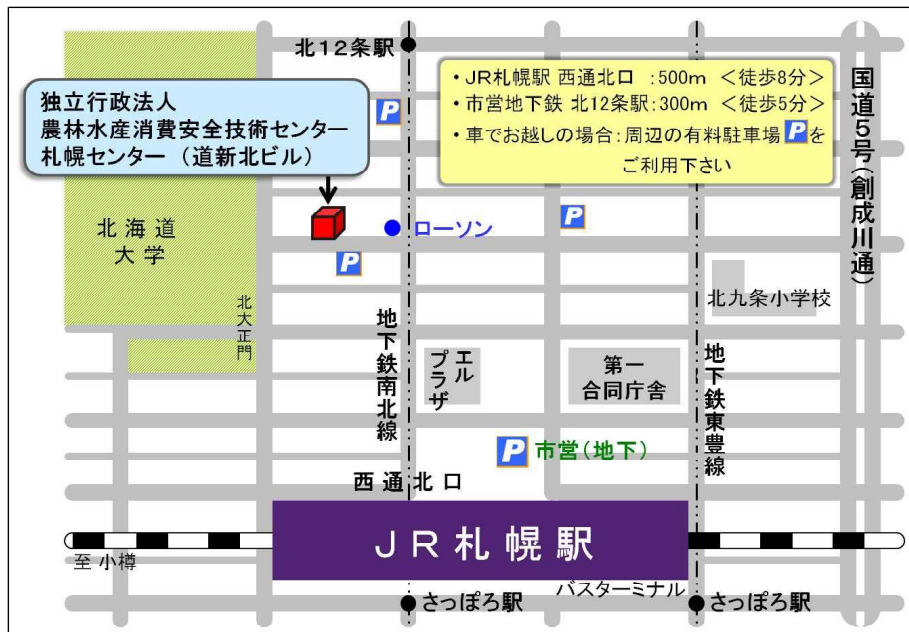 北12条駅
独立行政法人
農林水産消費安全技術センター
札幌センター（道新北ビル）
・JR札幌駅 西通北口 :500m ＜徒歩8分＞
・市営地下鉄 北12条駅:300m ＜徒歩5分＞
・車でお越しの場合:周辺の有料駐車場Pを
ご利用下さい
国道5号(創成川通)
P
P
北海道
大学
ローソン
P
北九条小学校
北大正門
地下鉄南北線
エル
プラザ
第一
合同庁舎
地下鉄東豊線
P 市営(地下)
西通北口
JR札幌駅
至 小樽
バスターミナル
さっぽろ駅
さっぽろ駅